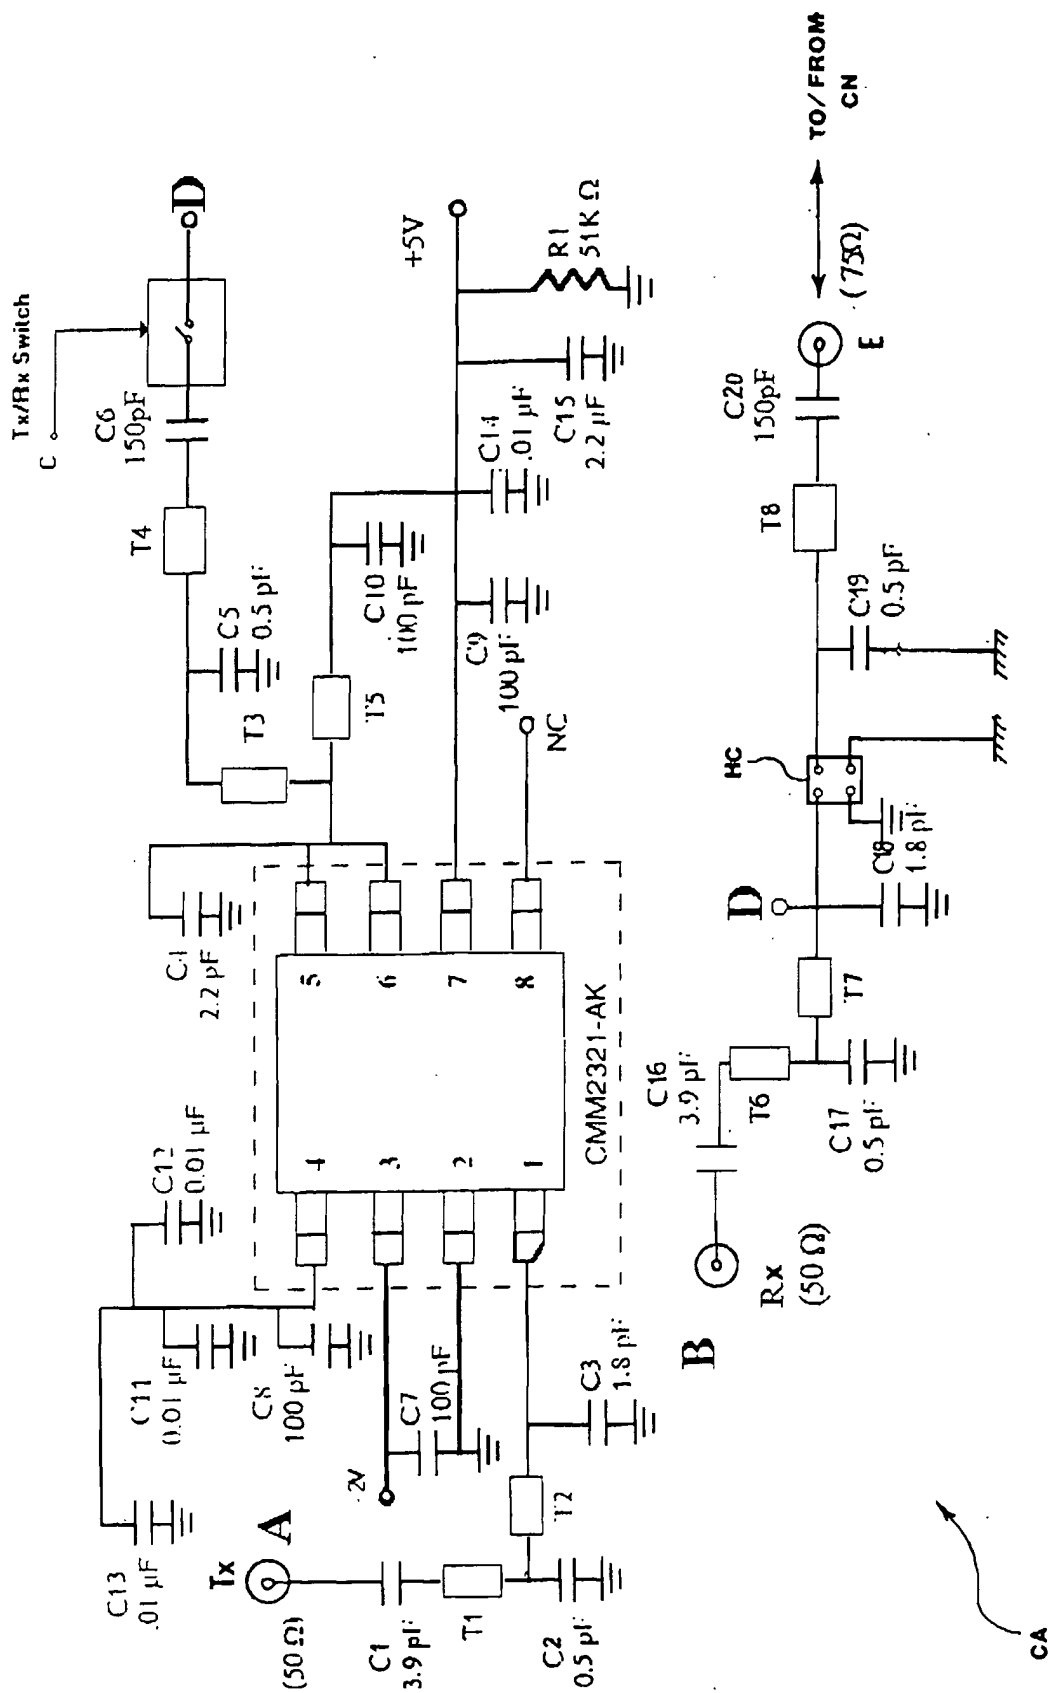 Tx/Rx Switch
C
C6
150pF
D
T4
C5
0.5 pF
T3
+5V
R1
51K Ω
C15
2.2 µF
C14
.01 µF
C10
100 pF
C9
100 pF
T5
NC
C4
2.2 pF
5
6
7
8
4
3
2
1
CMM2321-AK
C12
0.01 µF
C11
0.01 µF
C8
100 pF
C13
.01 µF
C7
100 pF
-2V
A
Tx
(50 Ω)
C1
3.9 pF
T1
C2
0.5 pF
T2
C3
1.8 pF
B
Rx
(50 Ω)
C16
3.9 pF
T6
C17
0.5 pF
T7
D
C18
1.8 pF
HC
C19
0.5 pF
T8
C20
150pF
E
(75Ω)
TO/FROM
CN
CA